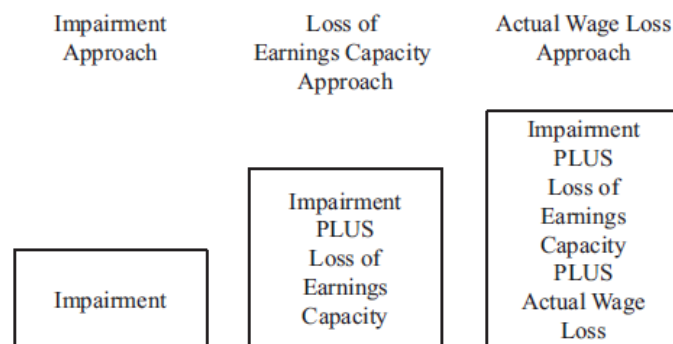 Impairment
Approach
Loss of
Earnings Capacity
Approach
Actual Wage Loss
Approach
Impairment
Impairment
PLUS
Loss of
Earnings
Capacity
Impairment
PLUS
Loss of
Earnings
Capacity
PLUS
Actual Wage
Loss